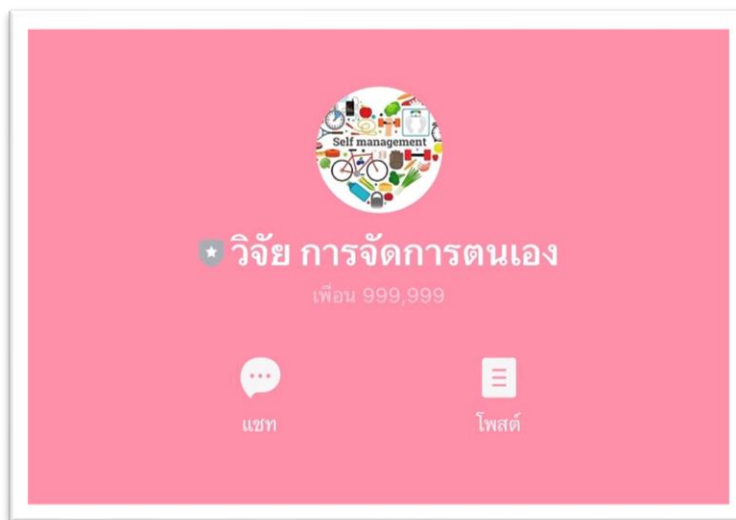 Self management
วิจัย การจัดการตนเอง
เพื่อน 999,999
แชท
โพสต์